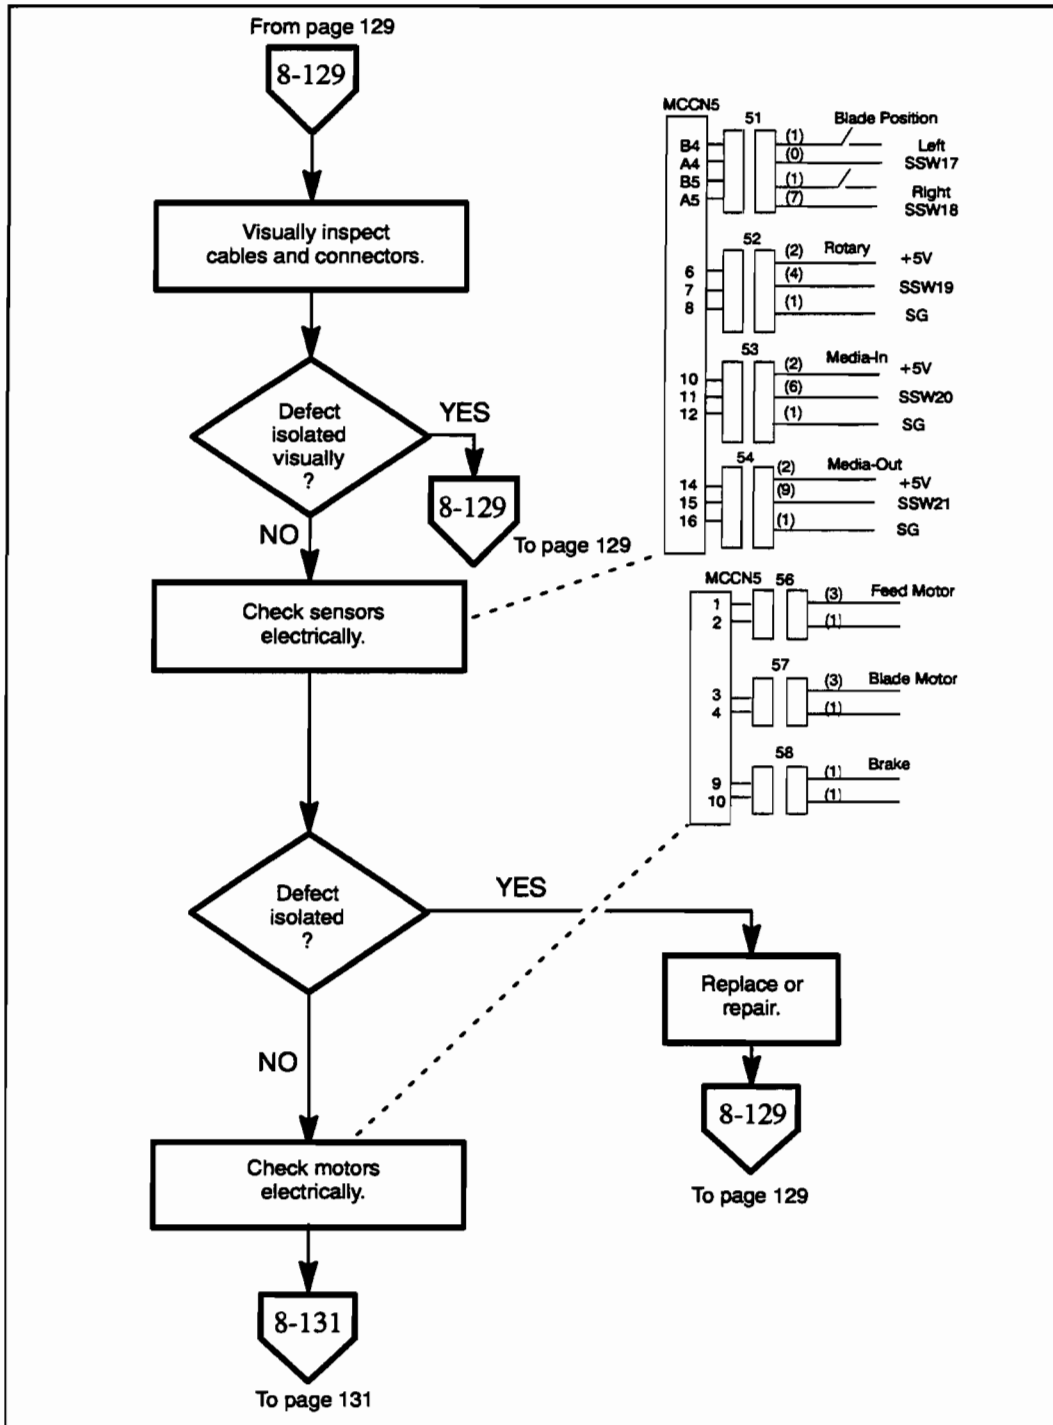 From page 129
8-129
Visually inspect
cables and connectors.
Defect
isolated
visually
?
YES
8-129
To page 129
NO
Check sensors
electrically.
Defect
isolated
?
YES
Replace or
repair.
8-129
To page 129
NO
Check motors
electrically.
8-131
To page 131
MCCN5
51
Blade Position
B4
(1)
Left
A4
(0)
SSW17
B5
(1)
Right
A5
(7)
SSW18
52
Rotary
6
(2)
+5V
7
(4)
SSW19
8
(1)
SG
53
Media-In
10
(2)
+5V
11
(6)
SSW20
12
(1)
SG
54
Media-Out
14
(2)
+5V
15
(9)
SSW21
16
(1)
SG
MCCN5
56
Feed Motor
1
(3)
2
(1)
57
Blade Motor
3
(3)
4
(1)
58
Brake
9
(1)
10
(1)